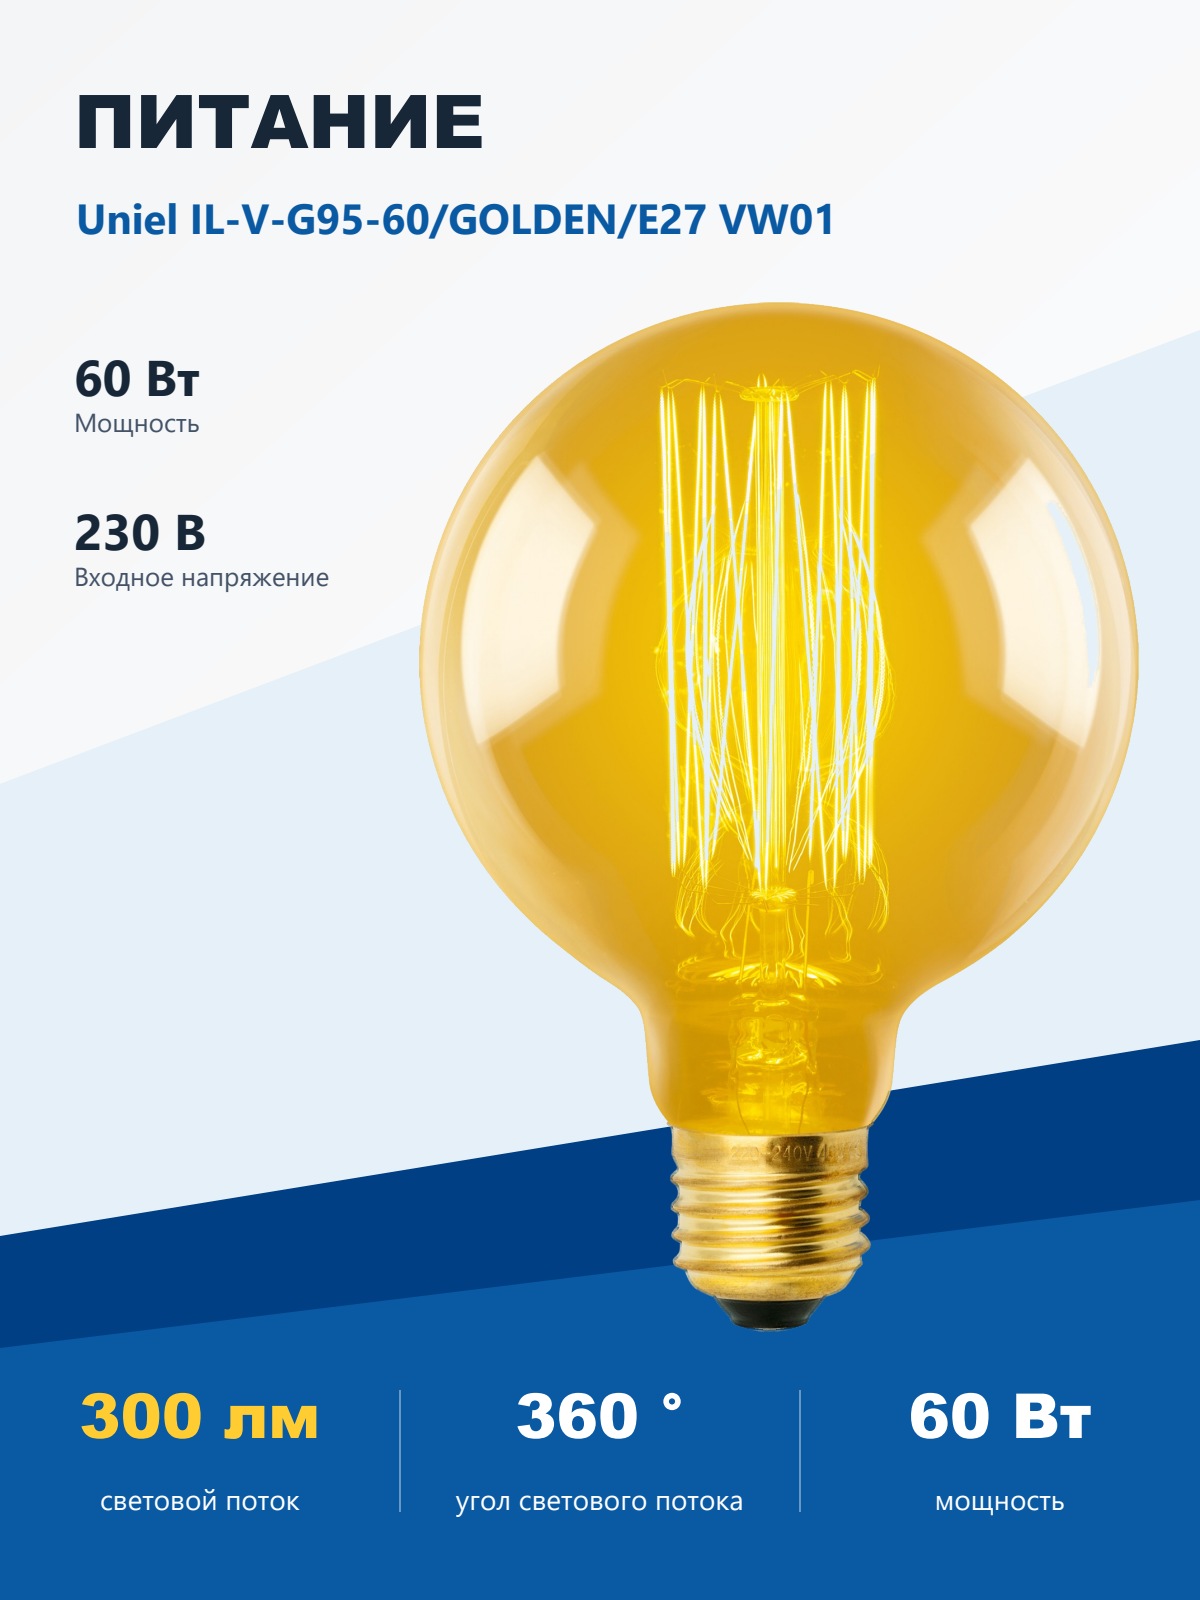 ПИТАНИЕ
Uniel IL-V-G95-60/GOLDEN/E27 VW01
60 Вт
Мощность
230 В
Входное напряжение
300 лм
световой поток
360 °
угол светового потока
60 Вт
мощность